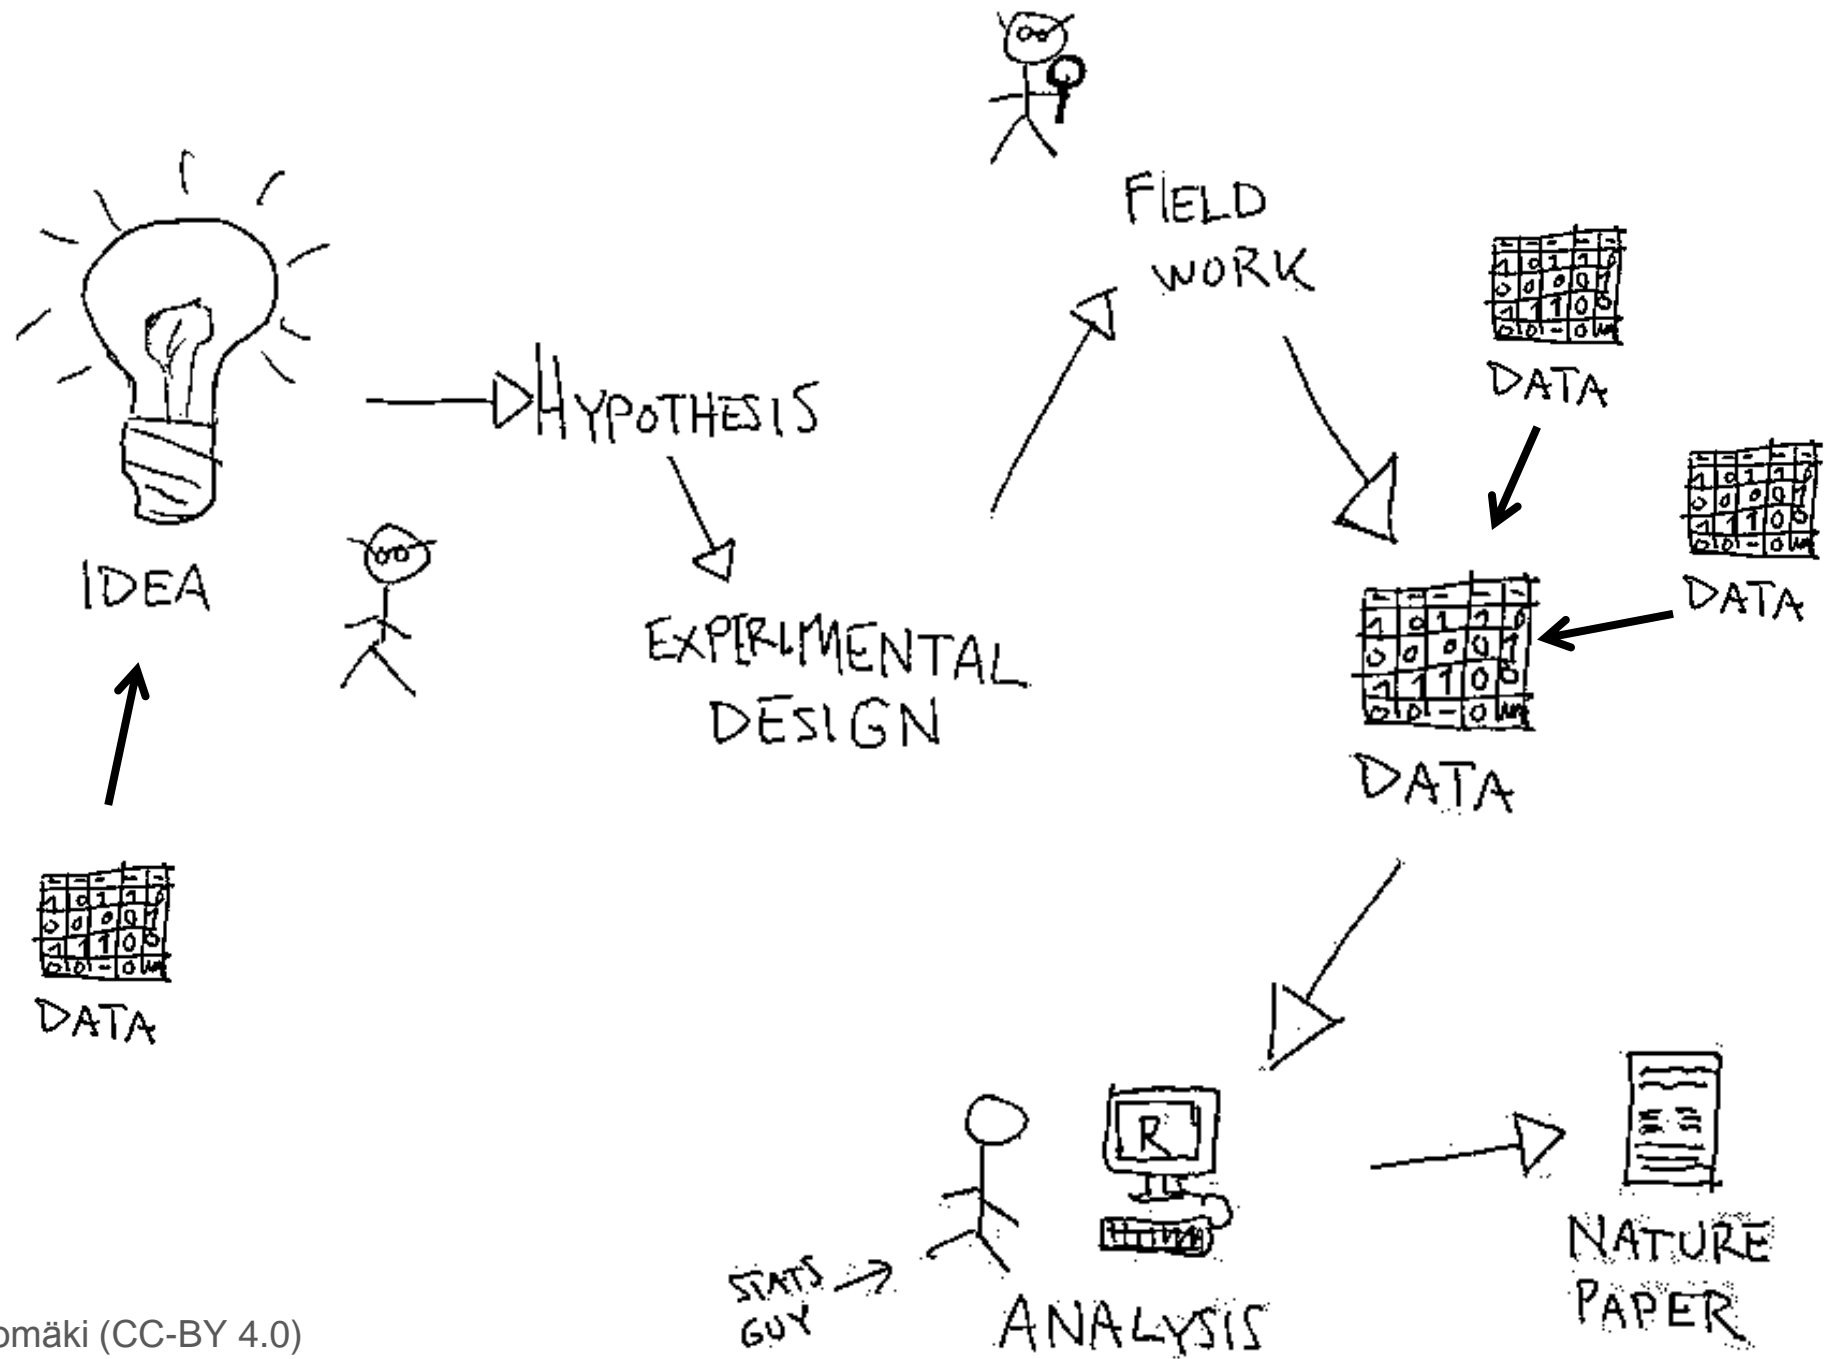 FIELD
WORK
DATA
HYPOTHESIS
DATA
IDEA
EXPERIMENTAL
DESIGN
DATA
DATA
R
NATURE
PAPER
STATS
GUY
ANALYSIS
(CC-BY 4.0)